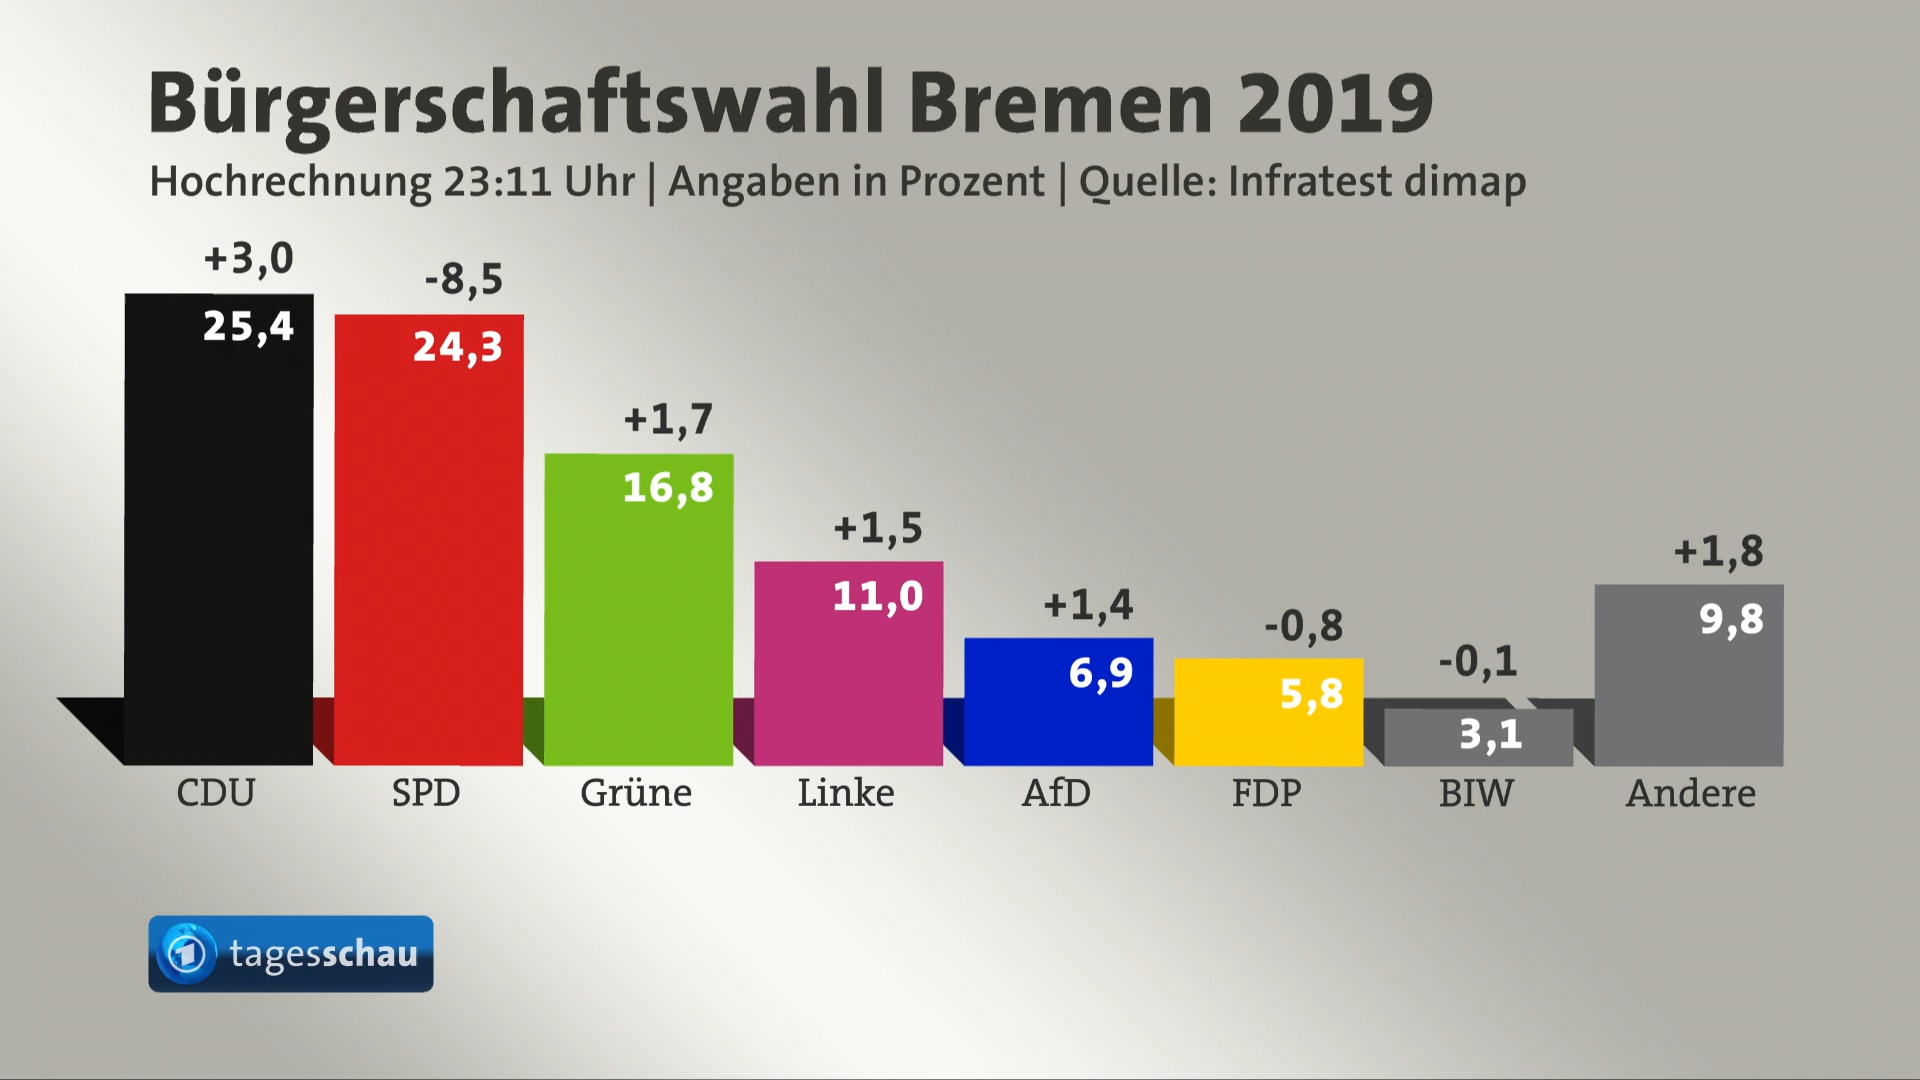 Bürgerschaftswahl Bremen 2019
Hochrechnung 23:11 Uhr | Angaben in Prozent | Quelle: Infratest dimap
+3,0 -8,5 +1,7 +1,5 +1,4 -0,8 -0,1 +1,8
25,4 24,3 16,8 11,0 6,9 5,8 3,1 9,8
CDU SPD Grüne Linke AfD FDP BIW Andere
1 tagesschau